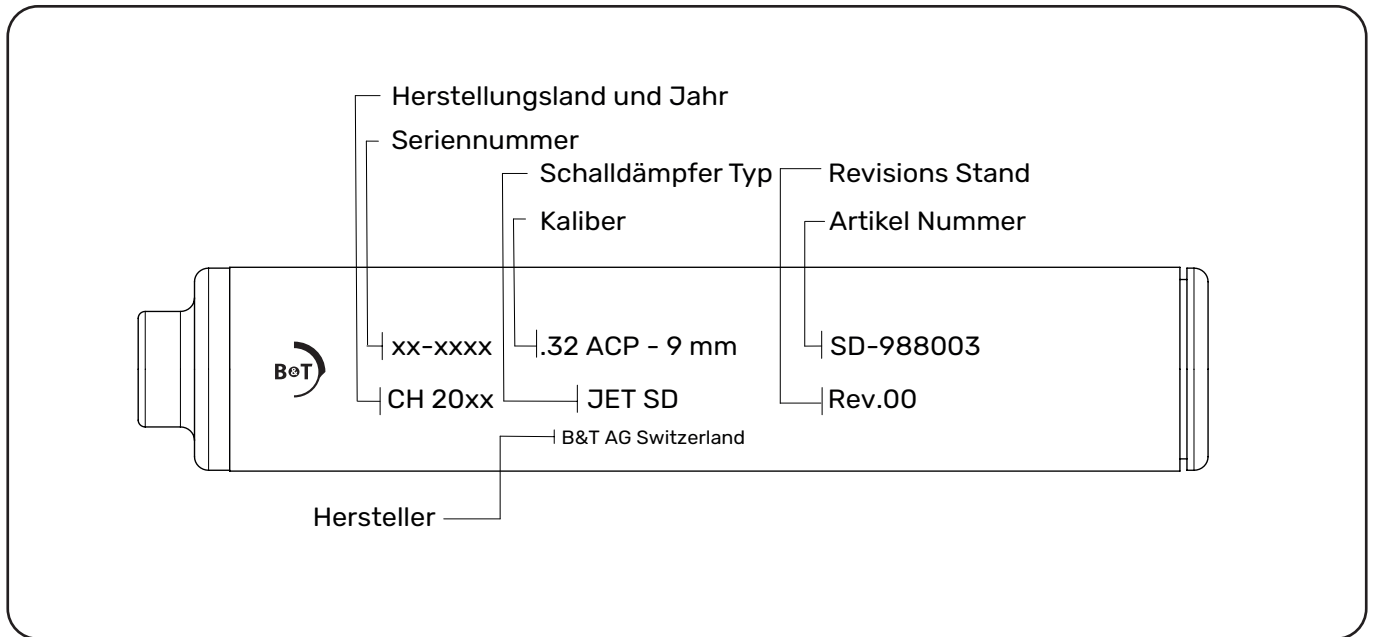 Herstellungsland und Jahr
Seriennummer
Schalldämpfer Typ
Revisions Stand
Kaliber
Artikel Nummer
B&T
xx-xxxx
.32 ACP - 9 mm
SD-988003
CH 20xx
JET SD
Rev.00
B&T AG Switzerland
Hersteller